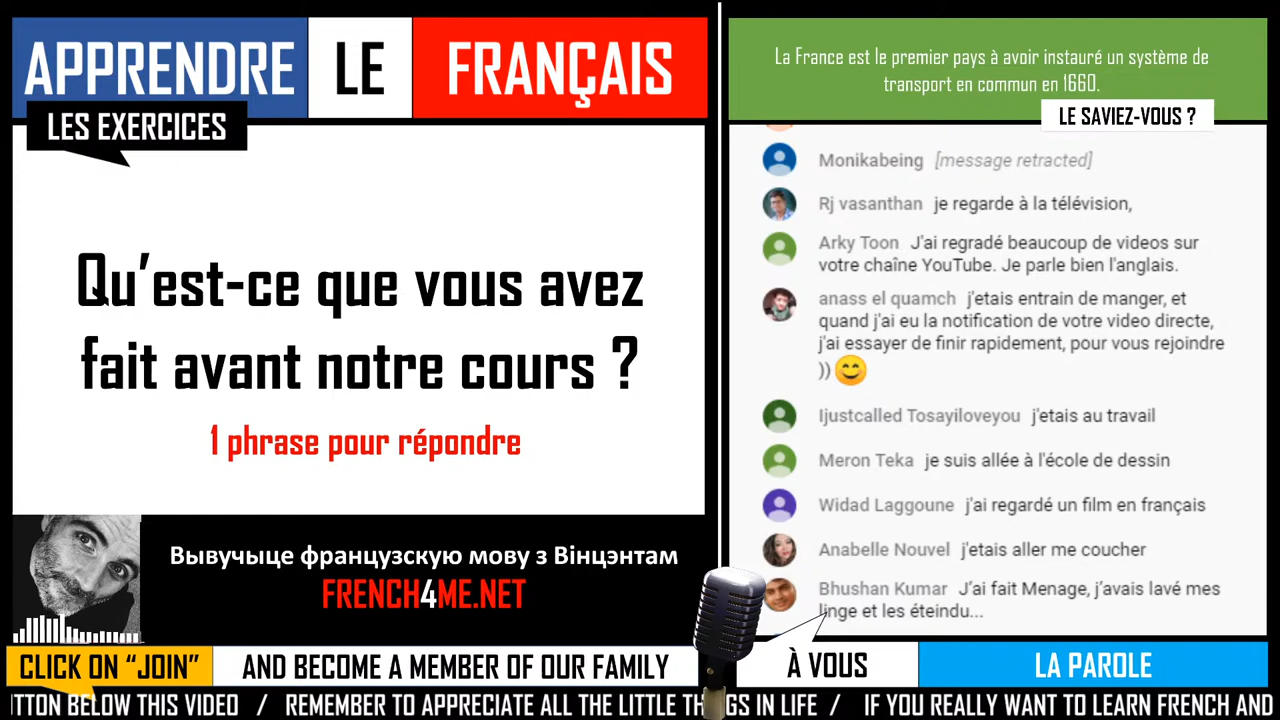 APPRENDRE LE FRANÇAIS
LES EXERCICES
Qu'est-ce que vous avez
fait avant notre cours ?
1 phrase pour répondre
Вывучыце французскую мову з Вінцэнтам
FRENCH4ME.NET
La France est le premier pays à avoir instauré un système de
transport en commun en 1660.
LE SAVIEZ-VOUS ?
Monikabeing [message retracted]
Rj vasanthan je regarde à la télévision,
Arky Toon J'ai regradé beaucoup de videos sur
votre chaîne YouTube. Je parle bien l'anglais.
anass el quamch j'etais entrain de manger, et
quand j'ai eu la notification de votre video directe,
j'ai essayer de finir rapidement, pour vous rejoindre
)) 😊
Ijustcalled Tosayiloveyou j'etais au travail
Meron Teka je suis allée à l'école de dessin
Widad Laggoune j'ai regardé un film en français
Anabelle Nouvel j'etais aller me coucher
Bhushan Kumar J'ai fait Menage, j'avais lavé mes
linge et les éteindu...
CLICK ON “JOIN” AND BECOME A MEMBER OF OUR FAMILY
À VOUS LA PAROLE
BELOW THIS VIDEO / REMEMBER TO APPRECIATE ALL THE LITTLE THINGS IN LIFE / IF YOU REALLY WANT TO LEARN FRENCH AND